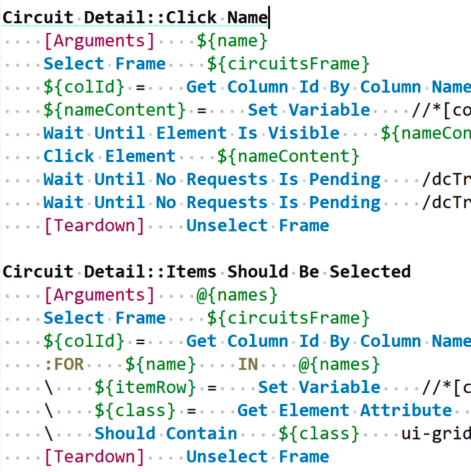 Circuit Detail::Click Name
[Arguments]    ${name}
Select Frame    ${circuitsFrame}
${colId} =    Get Column Id By Column Name
${nameContent} =    Set Variable    //*[co
Wait Until Element Is Visible    ${nameCon
Click Element    ${nameContent}
Wait Until No Requests Is Pending    /dcTr
Wait Until No Requests Is Pending    /dcTr
[Teardown]    Unselect Frame
Circuit Detail::Items Should Be Selected
[Arguments]    @{names}
Select Frame    ${circuitsFrame}
${colId} =    Get Column Id By Column Name
:FOR    ${name}    IN    @{names}
\    ${itemRow} =    Set Variable    //*[c
\    ${class} =    Get Element Attribute
\    Should Contain    ${class}    ui-grid
[Teardown]    Unselect Frame